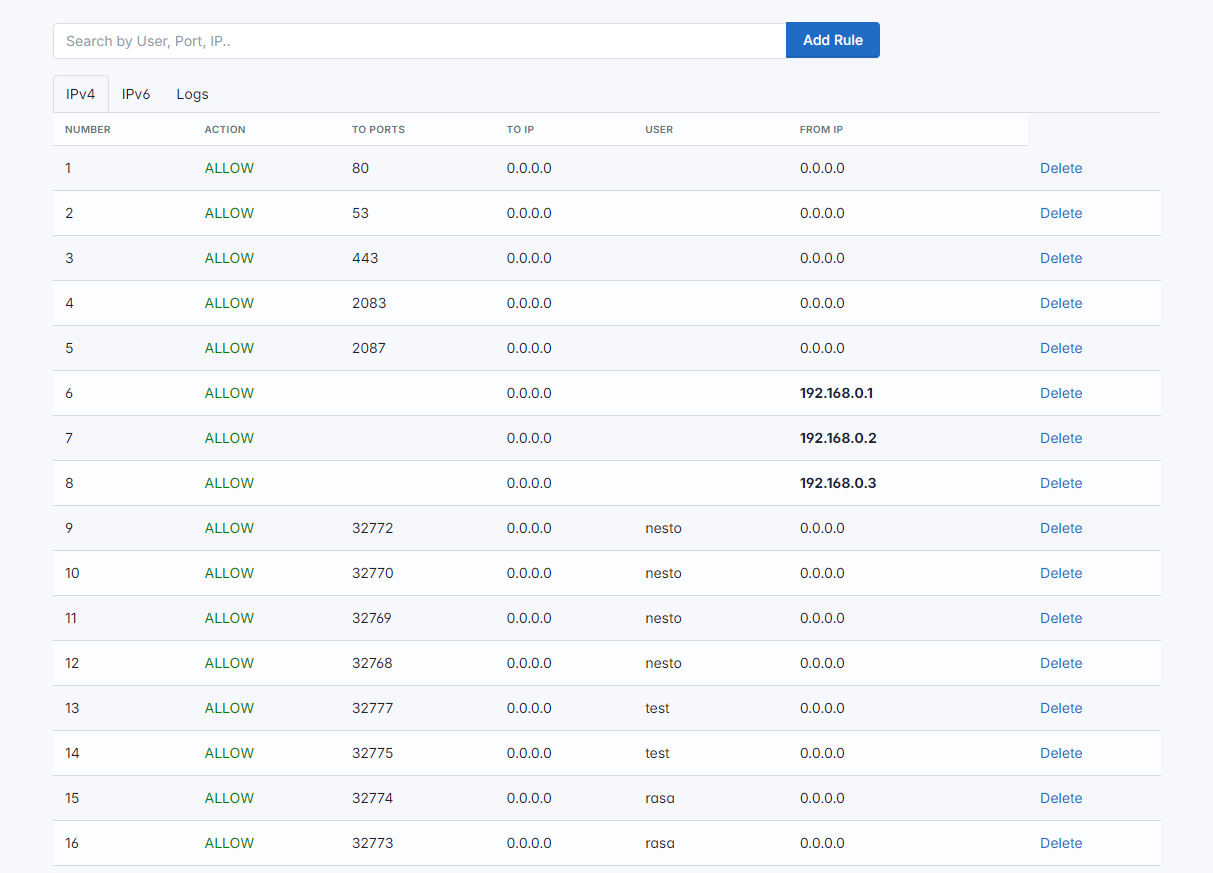 Search by User, Port, IP..
Add Rule
IPv4 IPv6 Logs
NUMBER ACTION TO PORTS TO IP USER FROM IP
1 ALLOW 80 0.0.0.0 0.0.0.0 Delete
2 ALLOW 53 0.0.0.0 0.0.0.0 Delete
3 ALLOW 443 0.0.0.0 0.0.0.0 Delete
4 ALLOW 2083 0.0.0.0 0.0.0.0 Delete
5 ALLOW 2087 0.0.0.0 0.0.0.0 Delete
6 ALLOW 0.0.0.0 192.168.0.1 Delete
7 ALLOW 0.0.0.0 192.168.0.2 Delete
8 ALLOW 0.0.0.0 192.168.0.3 Delete
9 ALLOW 32772 0.0.0.0 nesto 0.0.0.0 Delete
10 ALLOW 32770 0.0.0.0 nesto 0.0.0.0 Delete
11 ALLOW 32769 0.0.0.0 nesto 0.0.0.0 Delete
12 ALLOW 32768 0.0.0.0 nesto 0.0.0.0 Delete
13 ALLOW 32777 0.0.0.0 test 0.0.0.0 Delete
14 ALLOW 32775 0.0.0.0 test 0.0.0.0 Delete
15 ALLOW 32774 0.0.0.0 rasa 0.0.0.0 Delete
16 ALLOW 32773 0.0.0.0 rasa 0.0.0.0 Delete